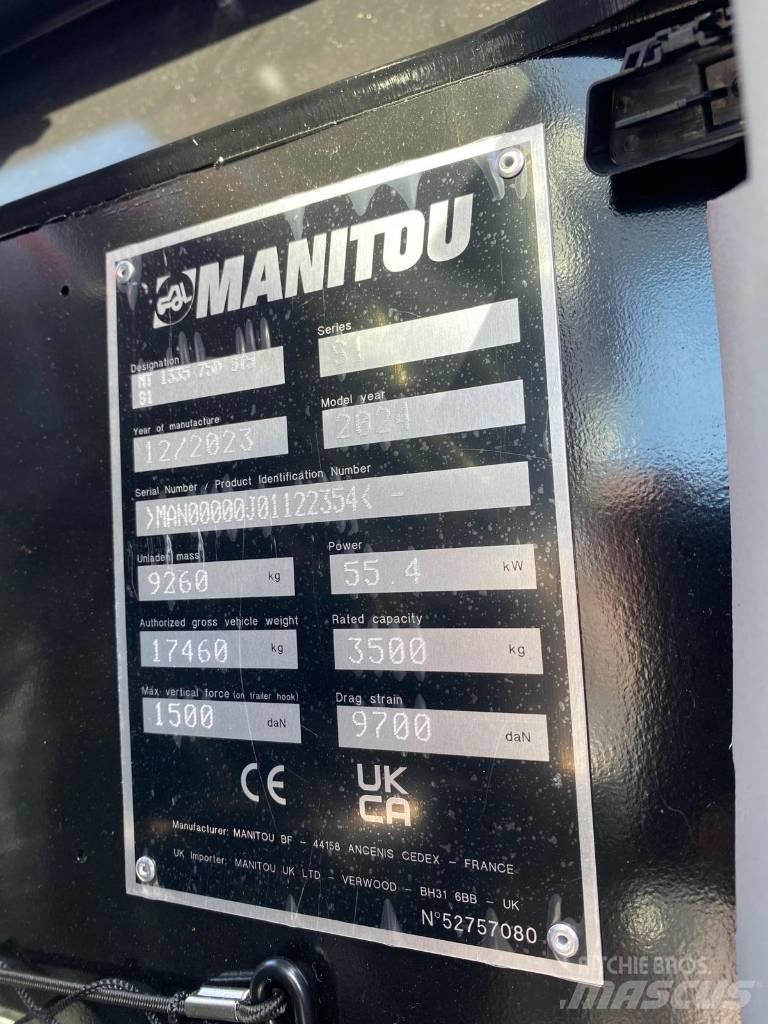 MANITOU
Designation
MT 1335 75D ST5
S1
Series
S1
Year of manufacture
12/2023
Model year
2024
Serial Number / Product Identification Number
>MAN00000J01122354< -
Unladen mass
9260 kg
Power
55.4 kW
Authorized gross vehicle weight
17460 kg
Rated capacity
3500 kg
Max vertical force (on trailer hook)
1500 daN
Drag strain
9700 daN
CE
UK
CA
Manufacturer: MANITOU BF - 44158 ANCENIS CEDEX - FRANCE
UK Importer: MANITOU UK LTD - VERWOOD - BH31 6BB - UK
N°52757080
RITCHIE BROS.
MASCUS